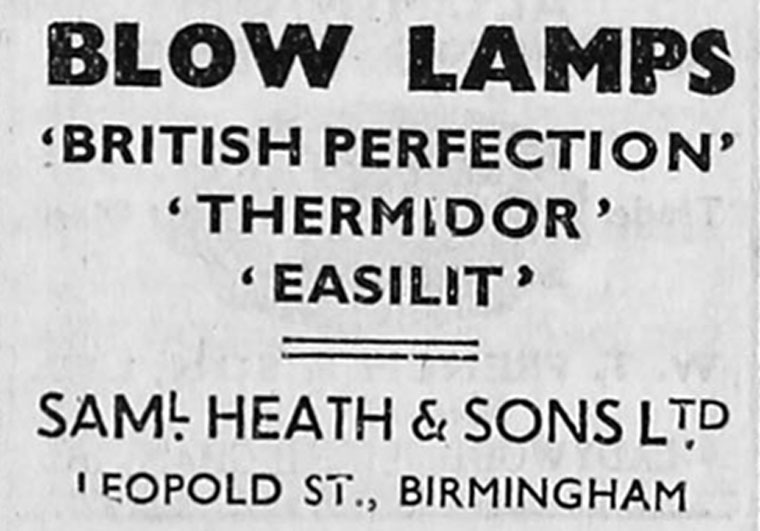 BLOW LAMPS
‘BRITISH PERFECTION’
‘THERMIDOR’
‘EASILIT’
SAML. HEATH & SONS LTD
LEOPOLD ST., BIRMINGHAM